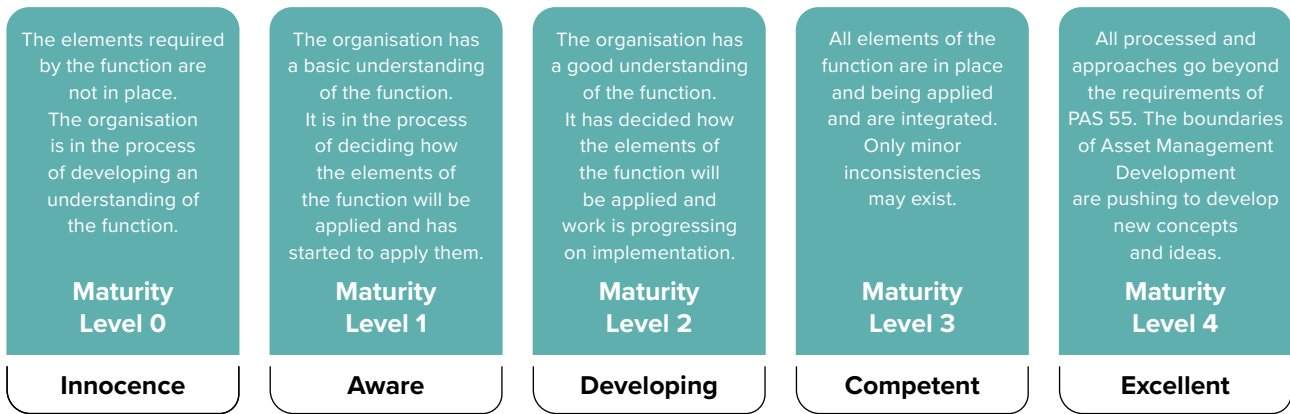 The elements required
by the function are
not in place.
The organisation
is in the process
of developing an
understanding of
the function.
Maturity
Level 0
Innocence
The organisation has
a basic understanding
of the function.
It is in the process
of deciding how
the elements of
the function will be
applied and has
started to apply them.
Maturity
Level 1
Aware
The organisation has
a good understanding
of the function.
It has decided how
the elements of
the function will
be applied and
work is progressing
on implementation.
Maturity
Level 2
Developing
All elements of the
function are in place
and being applied
and are integrated.
Only minor
inconsistencies
may exist.
Maturity
Level 3
Competent
All processed and
approaches go beyond
the requirements of
PAS 55. The boundaries
of Asset Management
Development
are pushing to develop
new concepts
and ideas.
Maturity
Level 4
Excellent